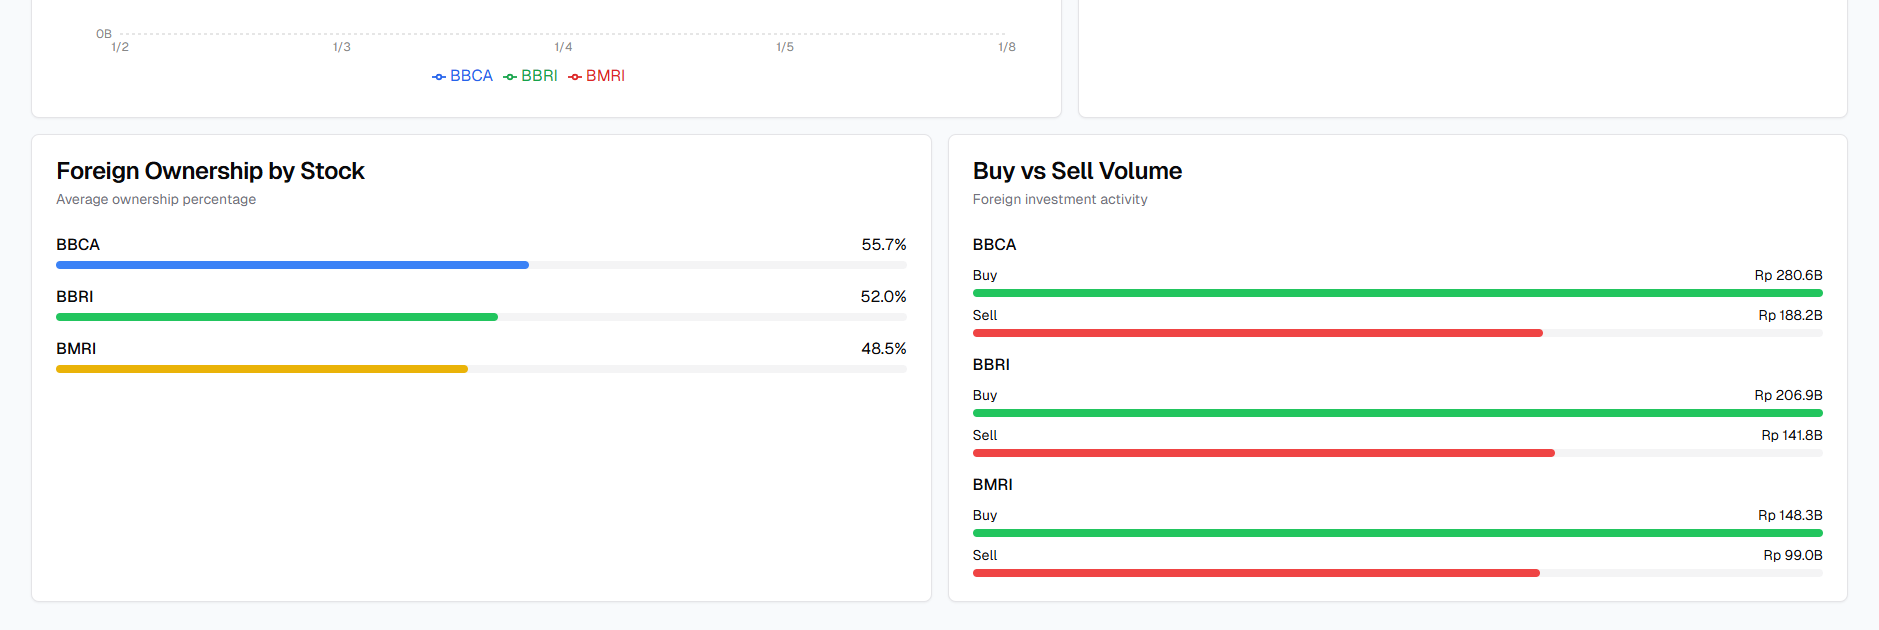 0B
1/2 1/3 1/4 1/5 1/8
BBCA BBRI BMRI
Foreign Ownership by Stock
Average ownership percentage
BBCA 55.7%
BBRI 52.0%
BMRI 48.5%
Buy vs Sell Volume
Foreign investment activity
BBCA
Buy Rp 280.6B
Sell Rp 188.2B
BBRI
Buy Rp 206.9B
Sell Rp 141.8B
BMRI
Buy Rp 148.3B
Sell Rp 99.0B